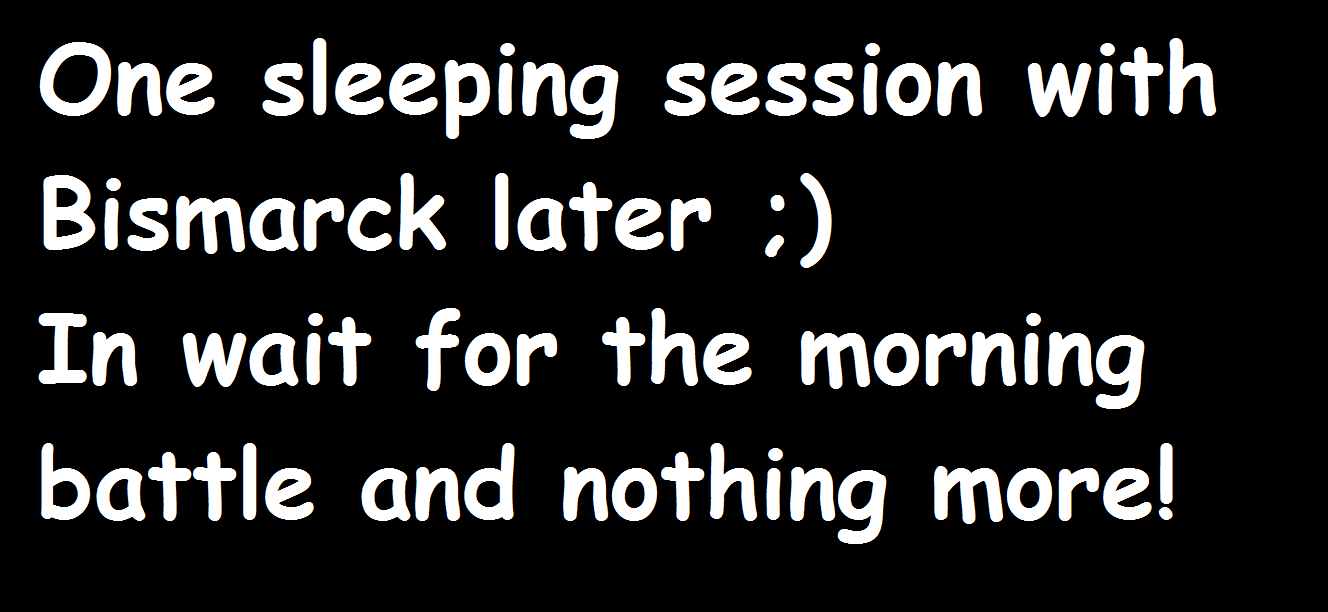 One sleeping session with
Bismarck later ;)
In wait for the morning
battle and nothing more!